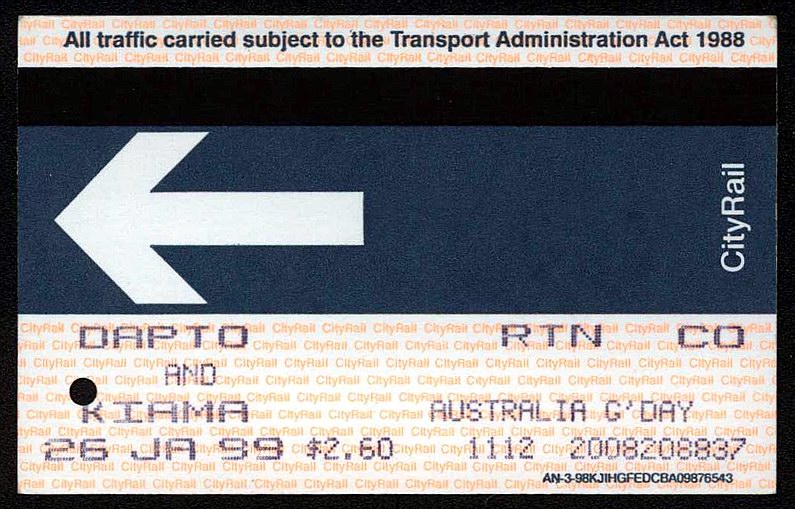 All traffic carried subject to the Transport Administration Act 1988
CityRail
DAPTO RTN CO
AND
KIAMA AUSTRALIA G'DAY
26 JA 99 $2.60 1112 2008208837
AN-3-98KJIHGFEDCBA09876543